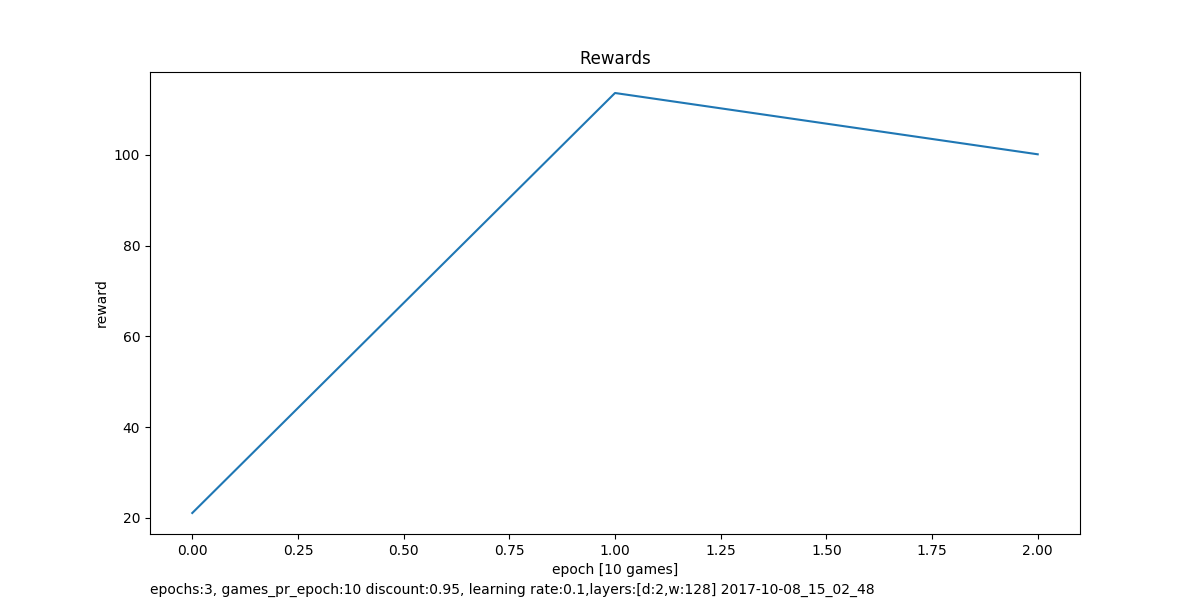 Rewards
100
80
60
40
20
reward
0.00 0.25 0.50 0.75 1.00 1.25 1.50 1.75 2.00
epoch [10 games]
epochs:3, games_pr_epoch:10 discount:0.95, learning rate:0.1,layers:[d:2,w:128] 2017-10-08_15_02_48